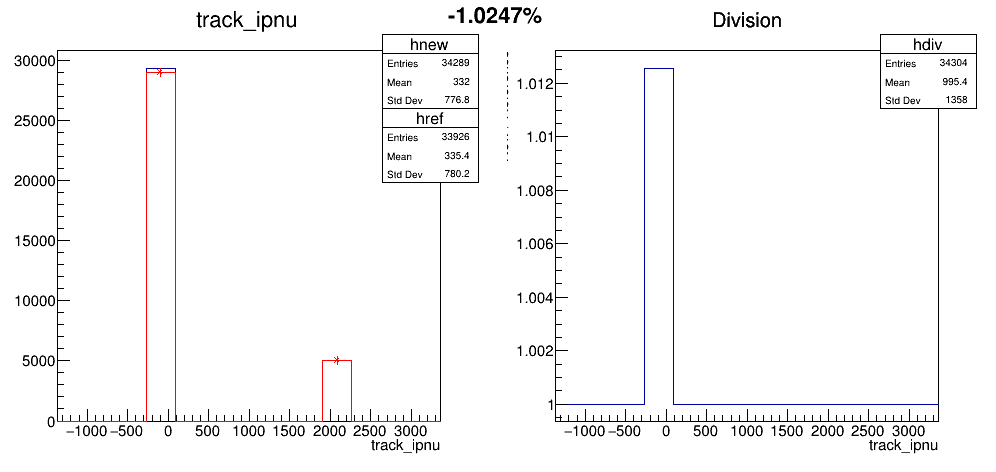 track_ipnu
-1.0247%
Division
hnew
Entries 34289
Mean 332
Std Dev 776.8
href
Entries 33926
Mean 335.4
Std Dev 780.2
30000
25000
20000
15000
10000
5000
0
-1000 -500 0 500 1000 1500 2000 2500 3000
track_ipnu
hdiv
Entries 34304
Mean 995.4
Std Dev 1358
1.012
1.01
1.008
1.006
1.004
1.002
1
-1000 -500 0 500 1000 1500 2000 2500 3000
track_ipnu